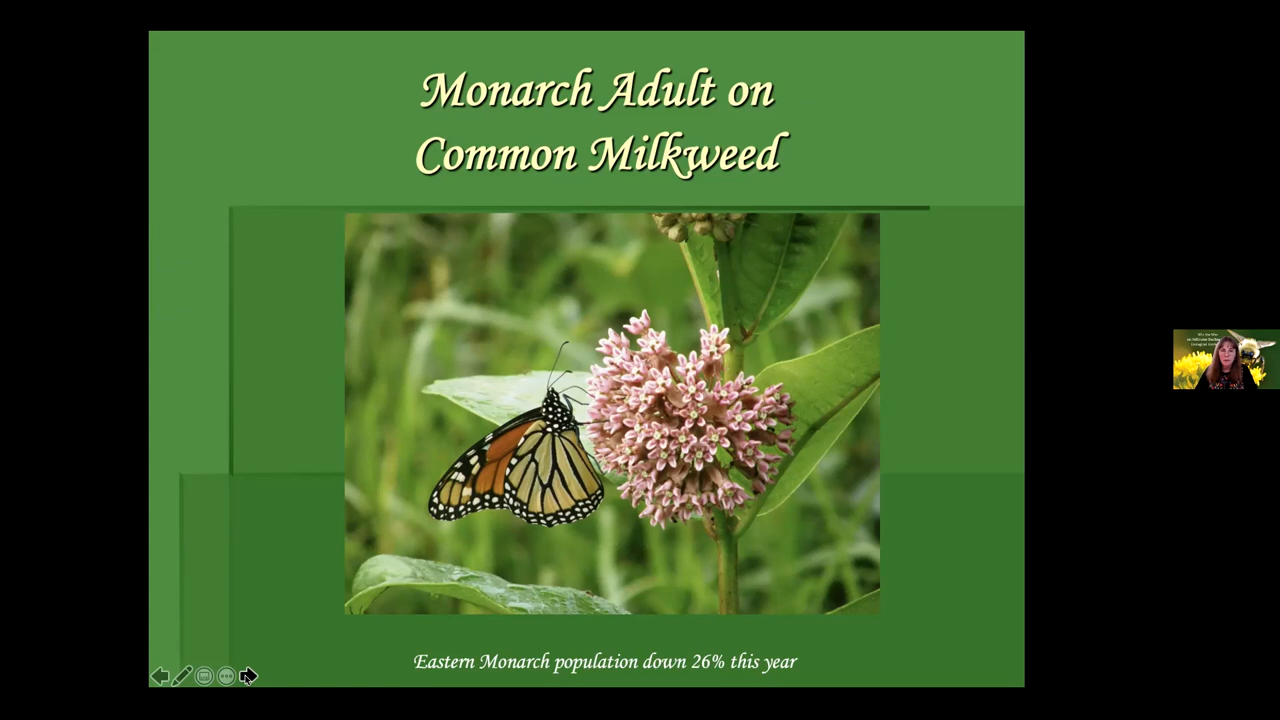 Monarch Adult on
Common Milkweed
Eastern Monarch population down 26% this year